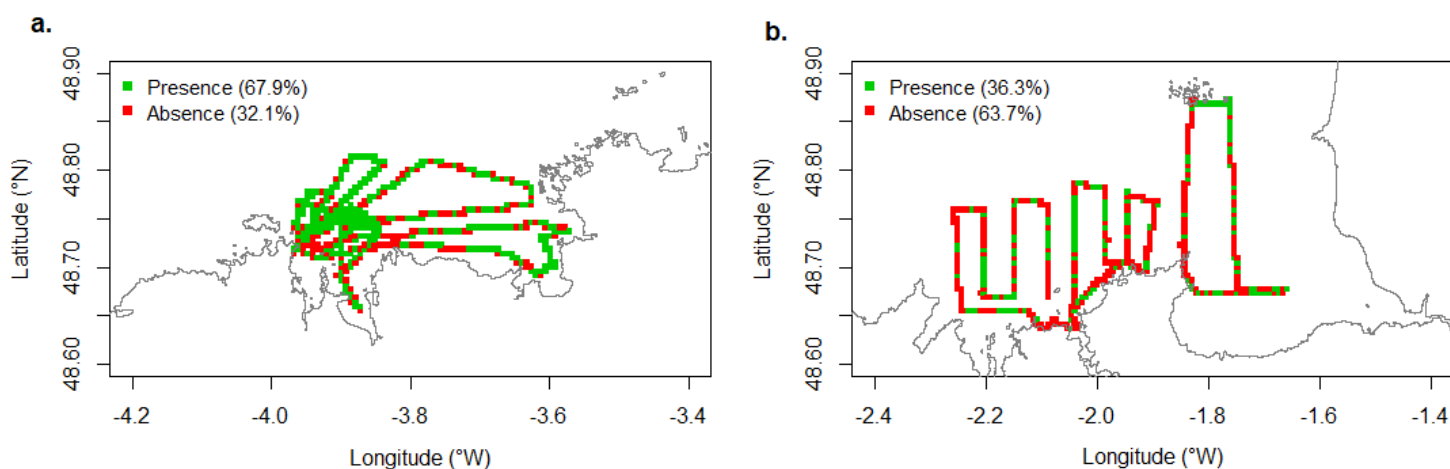 a.
Presence (67.9%)
Absence (32.1%)
48.90
48.80
48.70
48.60
Latitude (°N)
-4.2
-4.0
-3.8
-3.6
-3.4
Longitude (°W)
b.
Presence (36.3%)
Absence (63.7%)
48.90
48.80
48.70
48.60
Latitude (°N)
-2.4
-2.2
-2.0
-1.8
-1.6
-1.4
Longitude (°W)